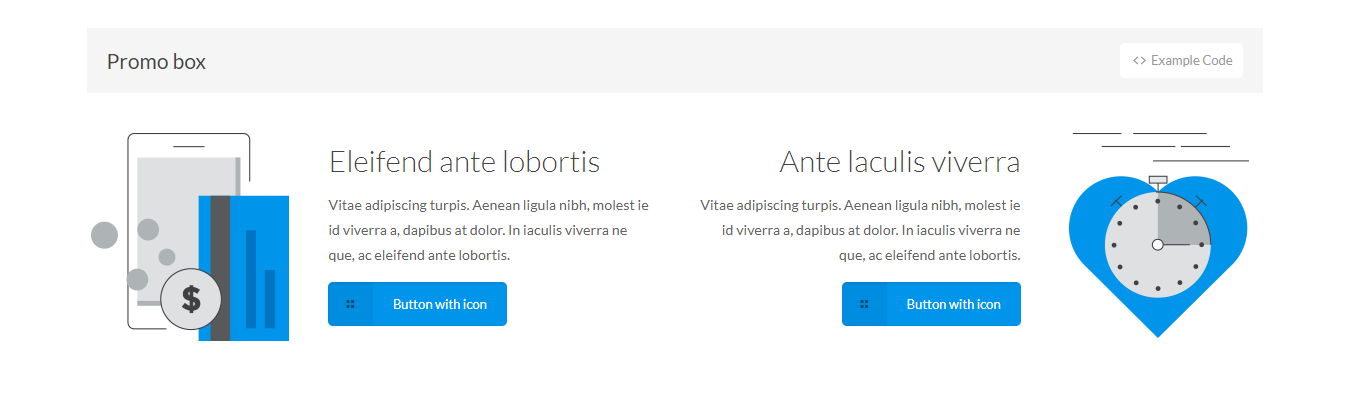 Promo box
<> Example Code
Eleifend ante lobortis
Vitae adipiscing turpis. Aenean ligula nibh, molest ie
id viverra a, dapibus at dolor. In iaculis viverra ne
que, ac eleifend ante lobortis.
Button with icon
Ante laculis viverra
Vitae adipiscing turpis. Aenean ligula nibh, molest ie
id viverra a, dapibus at dolor. In iaculis viverra ne
que, ac eleifend ante lobortis.
Button with icon
$